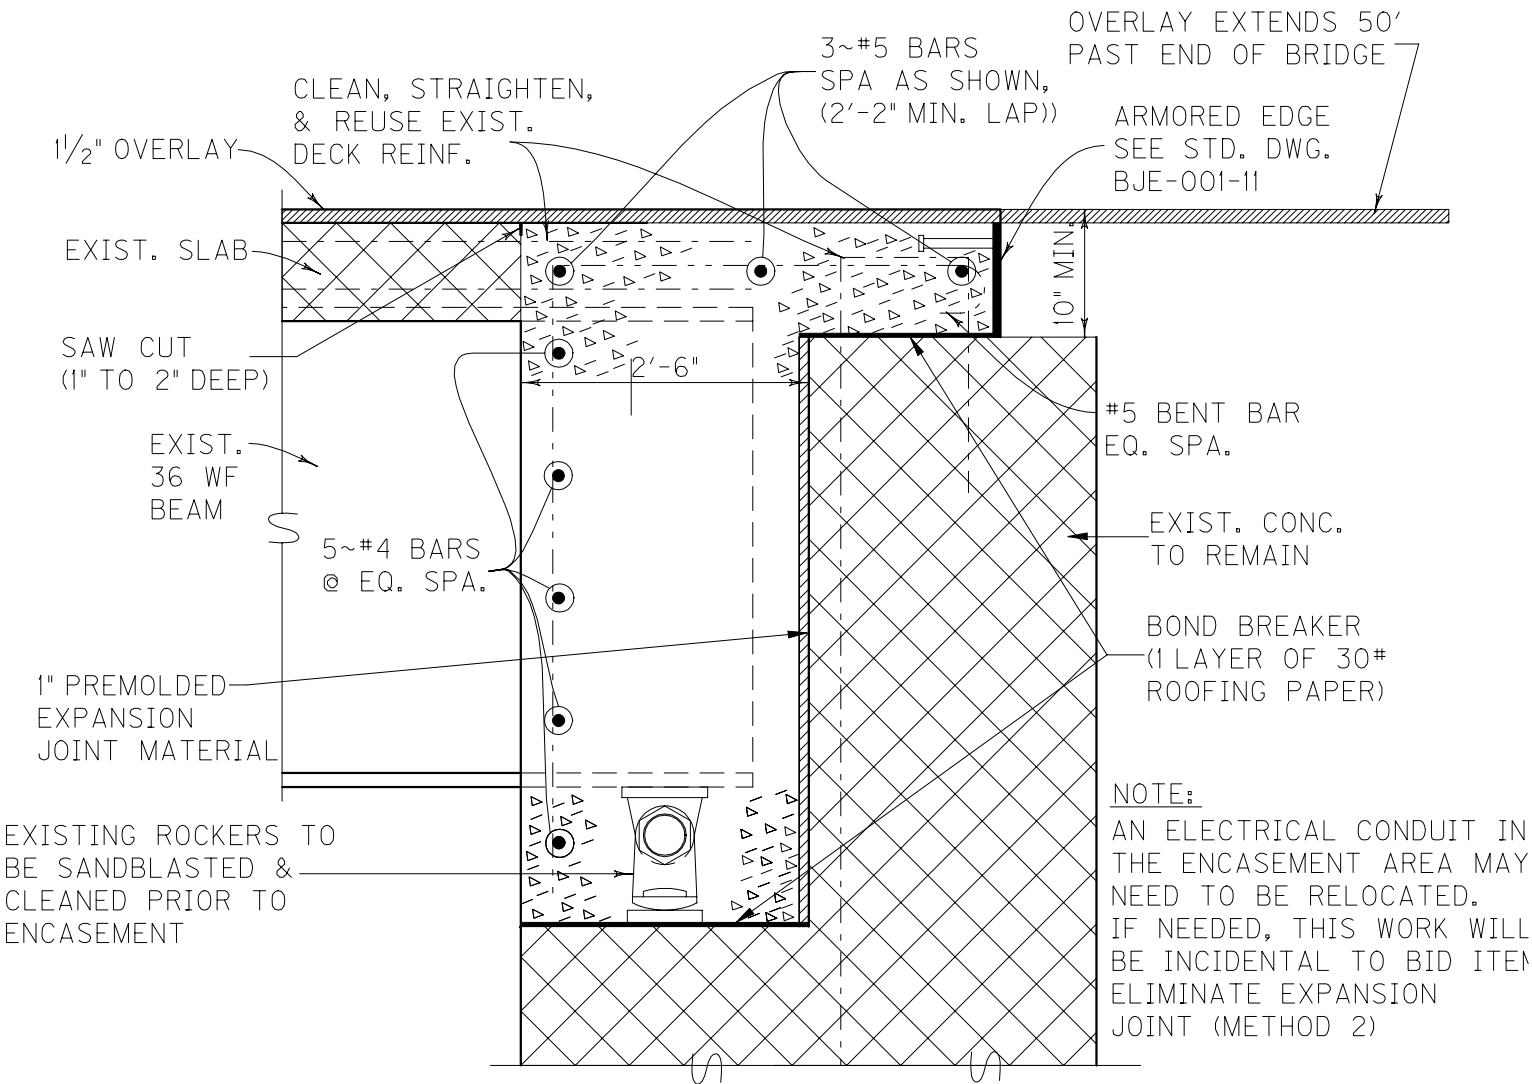 OVERLAY EXTENDS 50'
PAST END OF BRIDGE
3~#5 BARS
SPA AS SHOWN,
(2'-2" MIN. LAP))
CLEAN, STRAIGHTEN,
& REUSE EXIST.
DECK REINF.
ARMORED EDGE
SEE STD. DWG.
BJE-001-11
1 1/2" OVERLAY
EXIST. SLAB
10" MIN.
SAW CUT
(1" TO 2" DEEP)
2'-6"
#5 BENT BAR
EQ. SPA.
EXIST.
36 WF
BEAM
EXIST. CONC.
TO REMAIN
5~#4 BARS
@ EQ. SPA.
BOND BREAKER
(1 LAYER OF 30#
ROOFING PAPER)
1" PREMOLDED
EXPANSION
JOINT MATERIAL
EXISTING ROCKERS TO
BE SANDBLASTED &
CLEANED PRIOR TO
ENCASEMENT
NOTE:
AN ELECTRICAL CONDUIT IN
THE ENCASEMENT AREA MAY
NEED TO BE RELOCATED.
IF NEEDED, THIS WORK WILL
BE INCIDENTAL TO BID ITEM
ELIMINATE EXPANSION
JOINT (METHOD 2)